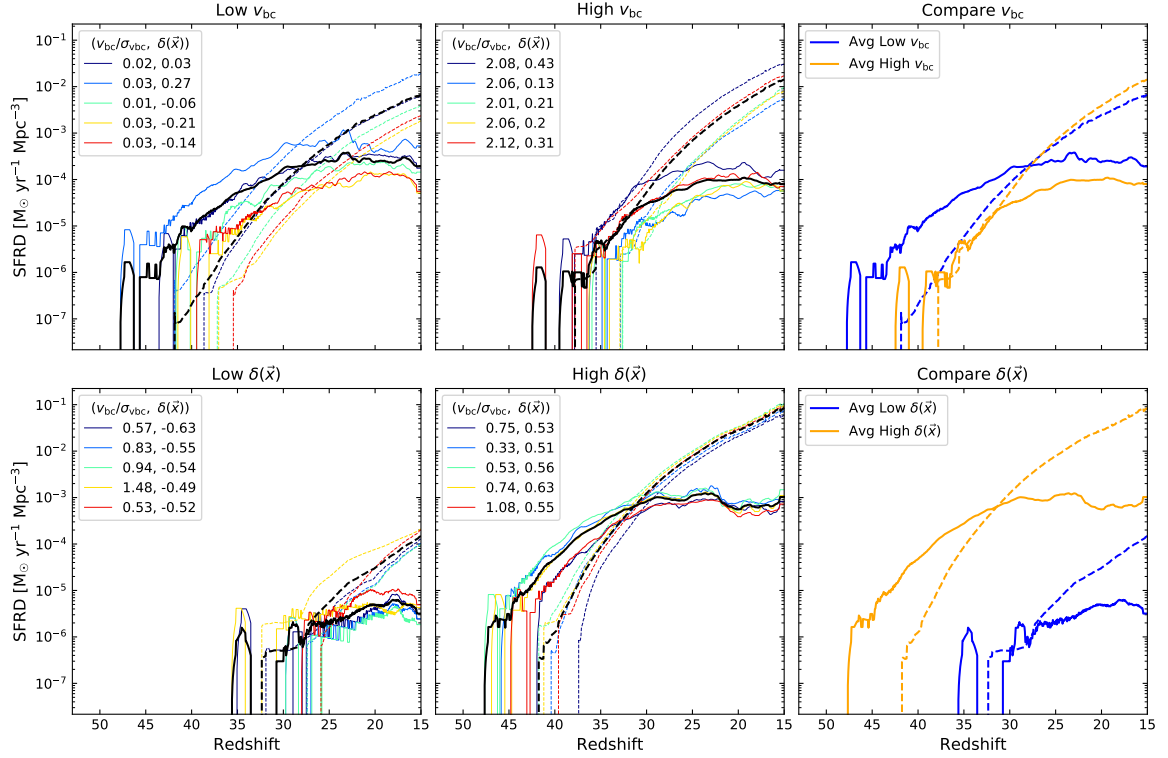 Low v_bc
High v_bc
Compare v_bc
SFRD [M⊙ yr⁻¹ Mpc⁻³]
10⁻¹
10⁻²
10⁻³
10⁻⁴
10⁻⁵
10⁻⁶
10⁻⁷
(v_bc/σ_vbc, δ(x⃗))
0.02, 0.03
0.03, 0.27
0.01, -0.06
0.03, -0.21
0.03, -0.14
(v_bc/σ_vbc, δ(x⃗))
2.08, 0.43
2.06, 0.13
2.01, 0.21
2.06, 0.2
2.12, 0.31
Avg Low v_bc
Avg High v_bc
Low δ(x⃗)
High δ(x⃗)
Compare δ(x⃗)
SFRD [M⊙ yr⁻¹ Mpc⁻³]
10⁻¹
10⁻²
10⁻³
10⁻⁴
10⁻⁵
10⁻⁶
10⁻⁷
(v_bc/σ_vbc, δ(x⃗))
0.57, -0.63
0.83, -0.55
0.94, -0.54
1.48, -0.49
0.53, -0.52
(v_bc/σ_vbc, δ(x⃗))
0.75, 0.53
0.33, 0.51
0.53, 0.56
0.74, 0.63
1.08, 0.55
Avg Low δ(x⃗)
Avg High δ(x⃗)
50 45 40 35 30 25 20 15
50 45 40 35 30 25 20 15
50 45 40 35 30 25 20 15
Redshift
Redshift
Redshift